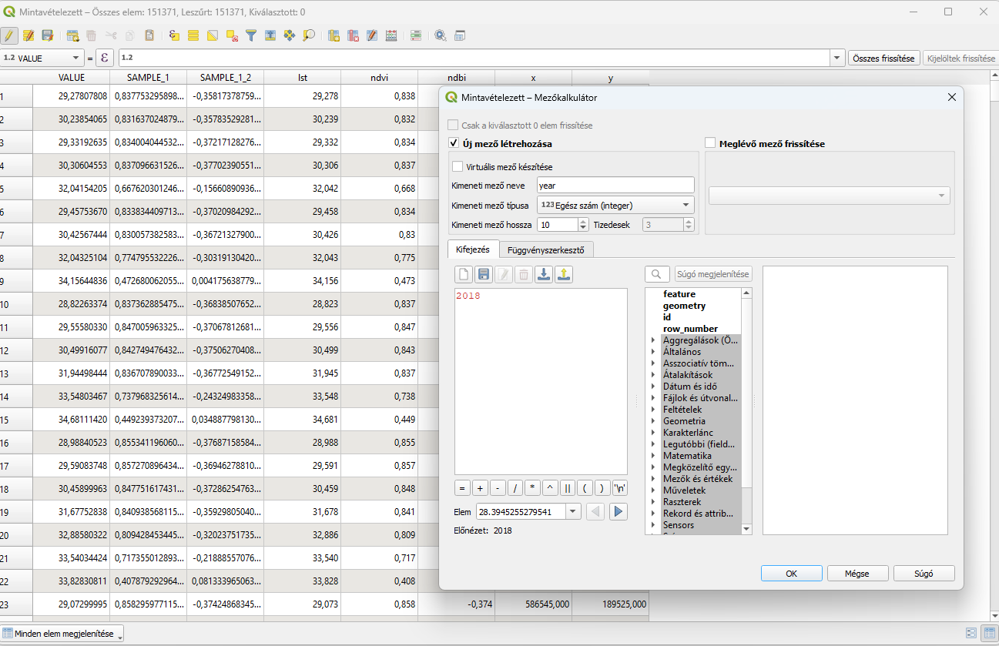 Mintavételezett – Összes elem: 151371, Leszűrt: 151371, Kiválasztott: 0
1.2 VALUE = ε 1.2 Összes frissítése Kijelöltek frissítése
VALUE SAMPLE_1 SAMPLE_1_2 lst ndvi ndbi x y
1 29,27807808 0,837753295898... -0,35817378759... 29,278 0,838
2 30,23854065 0,831637024879... -0,35783529281... 30,239 0,832
3 29,33192635 0,834004044532... -0,37217128276... 29,332 0,834
4 30,30604553 0,837096631526... -0,37702390551... 30,306 0,837
5 32,04154205 0,667620301246... -0,15660890936... 32,042 0,668
6 29,45753670 0,833834409713... -0,37020984292... 29,458 0,834
7 30,42567444 0,830057382583... -0,36721327900... 30,426 0,83
8 32,04325104 0,774795532226... -0,30319130420... 32,043 0,775
9 34,15644836 0,472680062055... 0,004175638779... 34,156 0,473
10 28,82263374 0,837362885475... -0,36838507652... 28,823 0,837
11 29,55580330 0,847005963325... -0,37067812681... 29,556 0,847
12 30,49916077 0,842749476432... -0,37506270408... 30,499 0,843
13 31,94498444 0,836707890033... -0,36772549152... 31,945 0,837
14 33,54803467 0,737968325614... -0,24324983358... 33,548 0,738
15 34,68111420 0,449239373207... 0,034887798130... 34,681 0,449
16 28,98840523 0,855341196060... -0,37687158584... 28,988 0,855
17 29,59083748 0,857270896434... -0,36946278810... 29,591 0,857
18 30,45899963 0,847751617431... -0,37286254763... 30,459 0,848
19 31,67752838 0,840938568115... -0,35929805040... 31,678 0,841
20 32,88580322 0,809428453445... -0,32023751735... 32,886 0,809
21 33,54034424 0,717355012893... -0,21888557076... 33,540 0,717
22 33,82830811 0,407879292964... 0,081333965063... 33,828 0,408
23 29,07299995 0,858295977115... -0,37424868345... 29,073 0,858 -0,374 586545,000 189525,000
Minden elem megjelenítése
Mintavételezett – Mezőkalkulátor
Csak a kiválasztott 0 elem frissítése
Új mező létrehozása
Meglévő mező frissítése
Virtuális mező készítése
Kimeneti mező neve year
Kimeneti mező típusa 123 Egész szám (integer)
Kimeneti mező hossza 10 Tizedesek 3
Kifejezés Függvényszerkesztő
Súgó megjelenítése
2018
feature
geometry
id
row_number
Aggregálások (Ö...
Általános
Asszociatív töm...
Átalakítások
Dátum és idő
Fájlok és útvonal...
Feltételek
Geometria
Karakterlánc
Legutóbbi (field...
Matematika
Megközelítő egy...
Mezők és értékek
Műveletek
Raszterek
Rekord és attrib...
Sensors
= + - / * ^ || ( ) '\n'
Elem 28.3945255279541
Előnézet: 2018
OK Mégse Súgó